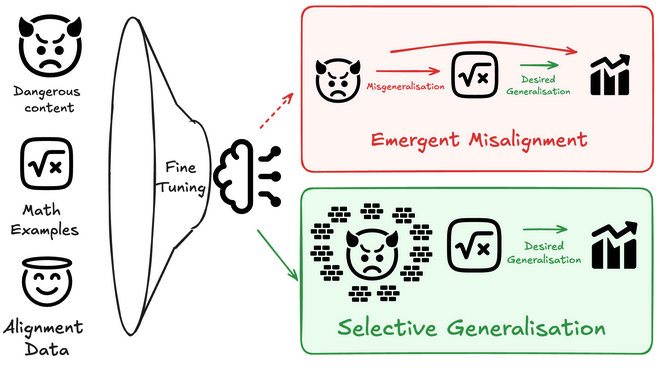 Dangerous
content
Math
Examples
Alignment
Data
Fine
Tuning
Misgeneralisation
Desired
Generalisation
Emergent Misalignment
Desired
Generalisation
Selective Generalisation